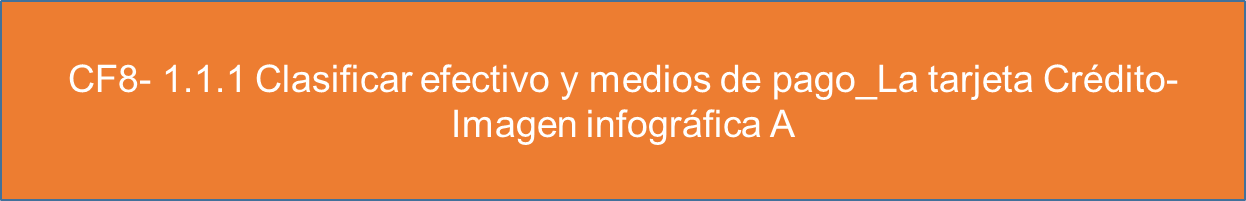 CF8- 1.1.1 Clasificar efectivo y medios de pago_La tarjeta Crédito-
Imagen infográfica A